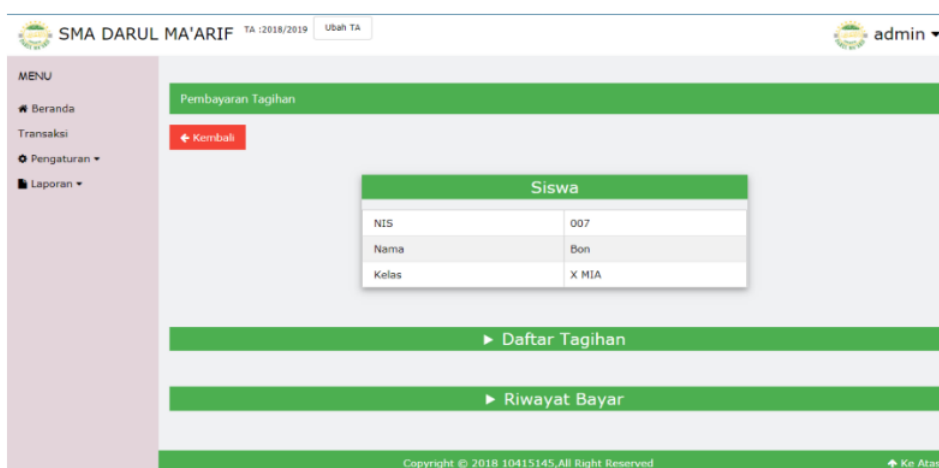 SMA DARUL MA'ARIF TA :2018/2019 Ubah TA admin
MENU
Beranda
Transaksi
Pengaturan
Laporan
Pembayaran Tagihan
Kembali
Siswa
NIS 007
Nama Bon
Kelas X MIA
Daftar Tagihan
Riwayat Bayar
Copyright © 2018 10415145,All Right Reserved Ke Atas